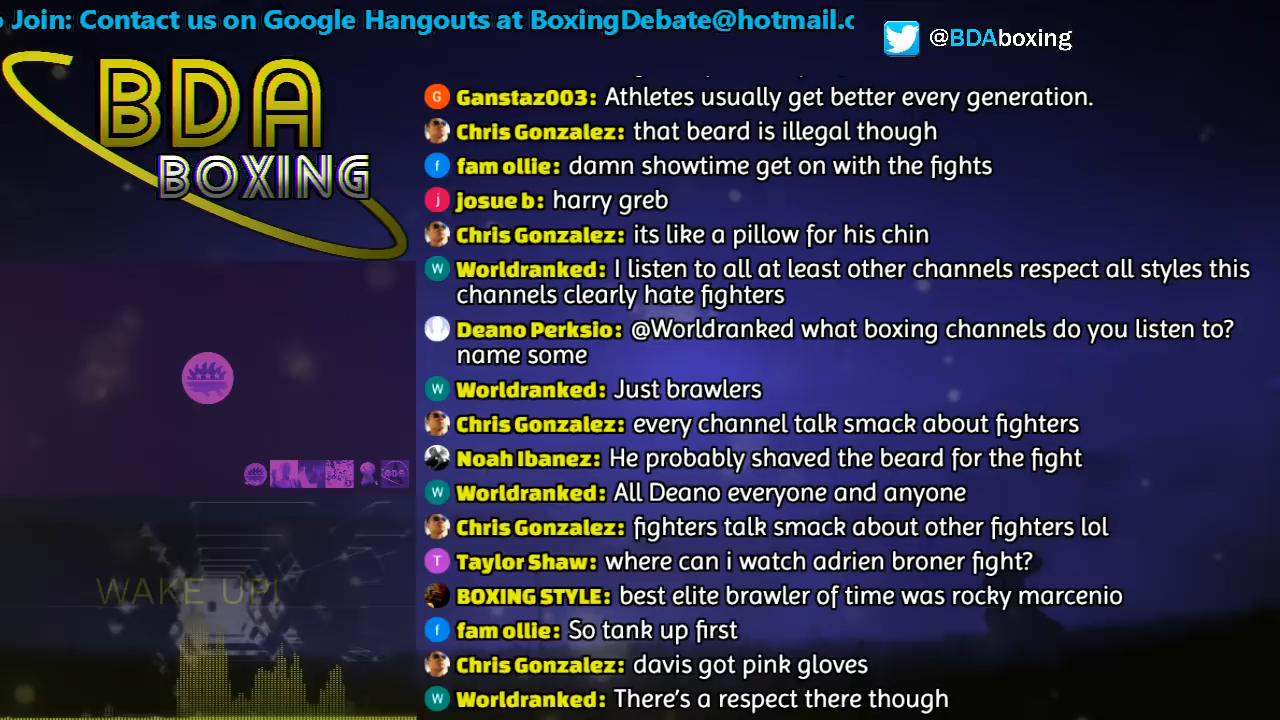 Join: Contact us on Google Hangouts at BoxingDebate@hotmail.c
@BDAboxing
BDA
BOXING
Ganstaz003: Athletes usually get better every generation.
Chris Gonzalez: that beard is illegal though
fam ollie: damn showtime get on with the fights
josue b: harry greb
Chris Gonzalez: its like a pillow for his chin
Worldranked: I listen to all at least other channels respect all styles this
channels clearly hate fighters
Deano Perksio: @Worldranked what boxing channels do you listen to?
name some
Worldranked: Just brawlers
Chris Gonzalez: every channel talk smack about fighters
Noah Ibanez: He probably shaved the beard for the fight
Worldranked: All Deano everyone and anyone
Chris Gonzalez: fighters talk smack about other fighters lol
Taylor Shaw: where can i watch adrien broner fight?
BOXING STYLE: best elite brawler of time was rocky marcenio
fam ollie: So tank up first
Chris Gonzalez: davis got pink gloves
Worldranked: There's a respect there though
WAKE UP!